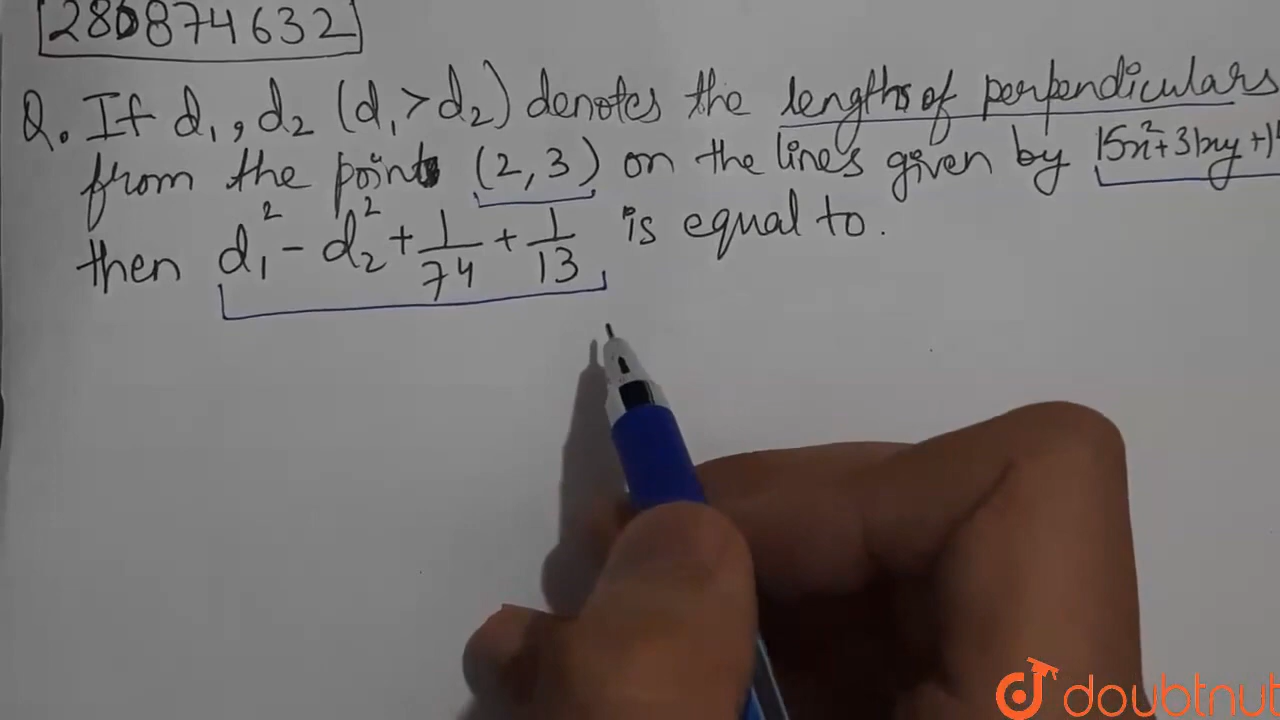 280874632
Q. If d₁, d₂ (d₁>d₂) denotes the lengths of perpendiculars
from the point (2,3) on the lines given by 15x²+31xy+1
then d₁² - d₂² + 1/74 + 1/13 is equal to.
doubtnut